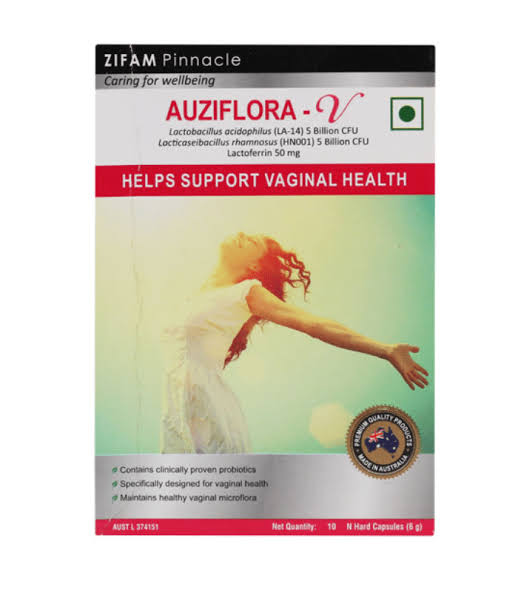 ZIFAM Pinnacle
Caring for wellbeing
AUZIFLORA - V
Lactobacillus acidophilus (LA-14) 5 Billion CFU
Lacticaseibacillus rhamnosus (HN001) 5 Billion CFU
Lactoferrin 50 mg
HELPS SUPPORT VAGINAL HEALTH
PREMIUM QUALITY PRODUCTS
MADE IN AUSTRALIA
Contains clinically proven probiotics
Specifically designed for vaginal health
Maintains healthy vaginal microflora
AUST L 374151
Net Quantity: 10 N Hard Capsules (6 g)